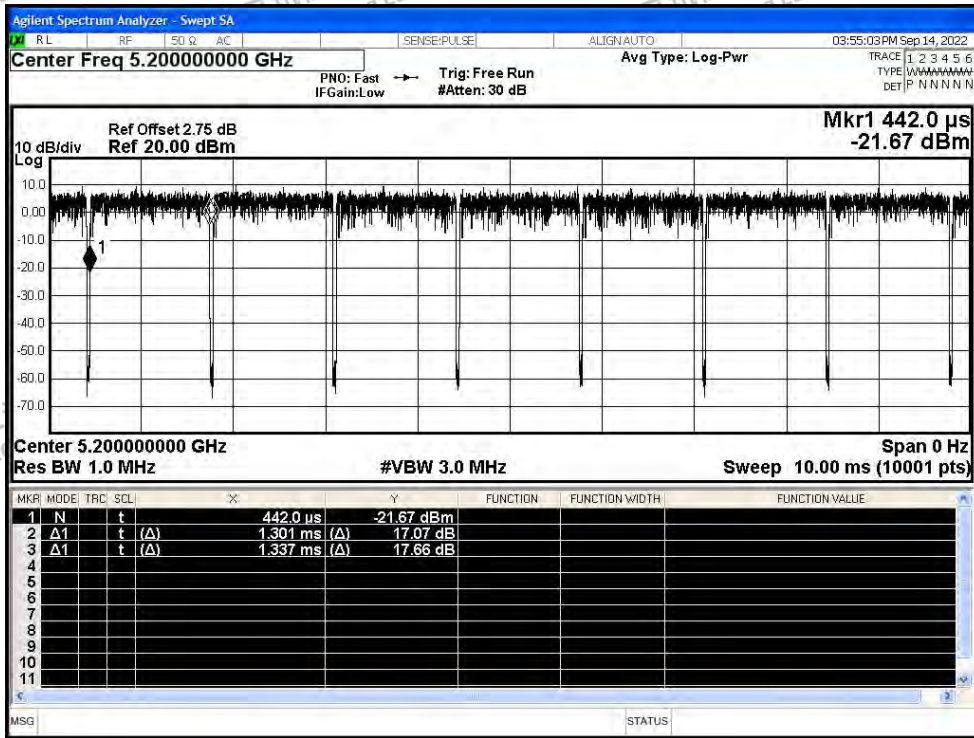 Agilent Spectrum Analyzer - Swept SA
RL RF 50 Ω AC SENSE:PULSE ALIGN AUTO 03:55:03 PM Sep 14, 2022
Center Freq 5.200000000 GHz
PNO: Fast
IFGain:Low
Trig: Free Run
#Atten: 30 dB
Avg Type: Log-Pwr
TRACE 1 2 3 4 5 6
TYPE
DET P N N N N N
Mkr1 442.0 µs
-21.67 dBm
Ref Offset 2.75 dB
10 dB/div Ref 20.00 dBm
Log
10.0
0.00
-10.0
1
-20.0
-30.0
-40.0
-50.0
-60.0
-70.0
Center 5.200000000 GHz Span 0 Hz
Res BW 1.0 MHz #VBW 3.0 MHz Sweep 10.00 ms (10001 pts)
MKR MODE TRC SCL X Y FUNCTION FUNCTION WIDTH FUNCTION VALUE
1 N t 442.0 µs -21.67 dBm
2 Δ1 t (Δ) 1.301 ms (Δ) 17.07 dB
3 Δ1 t (Δ) 1.337 ms (Δ) 17.66 dB
4
5
6
7
8
9
10
11
MSG STATUS